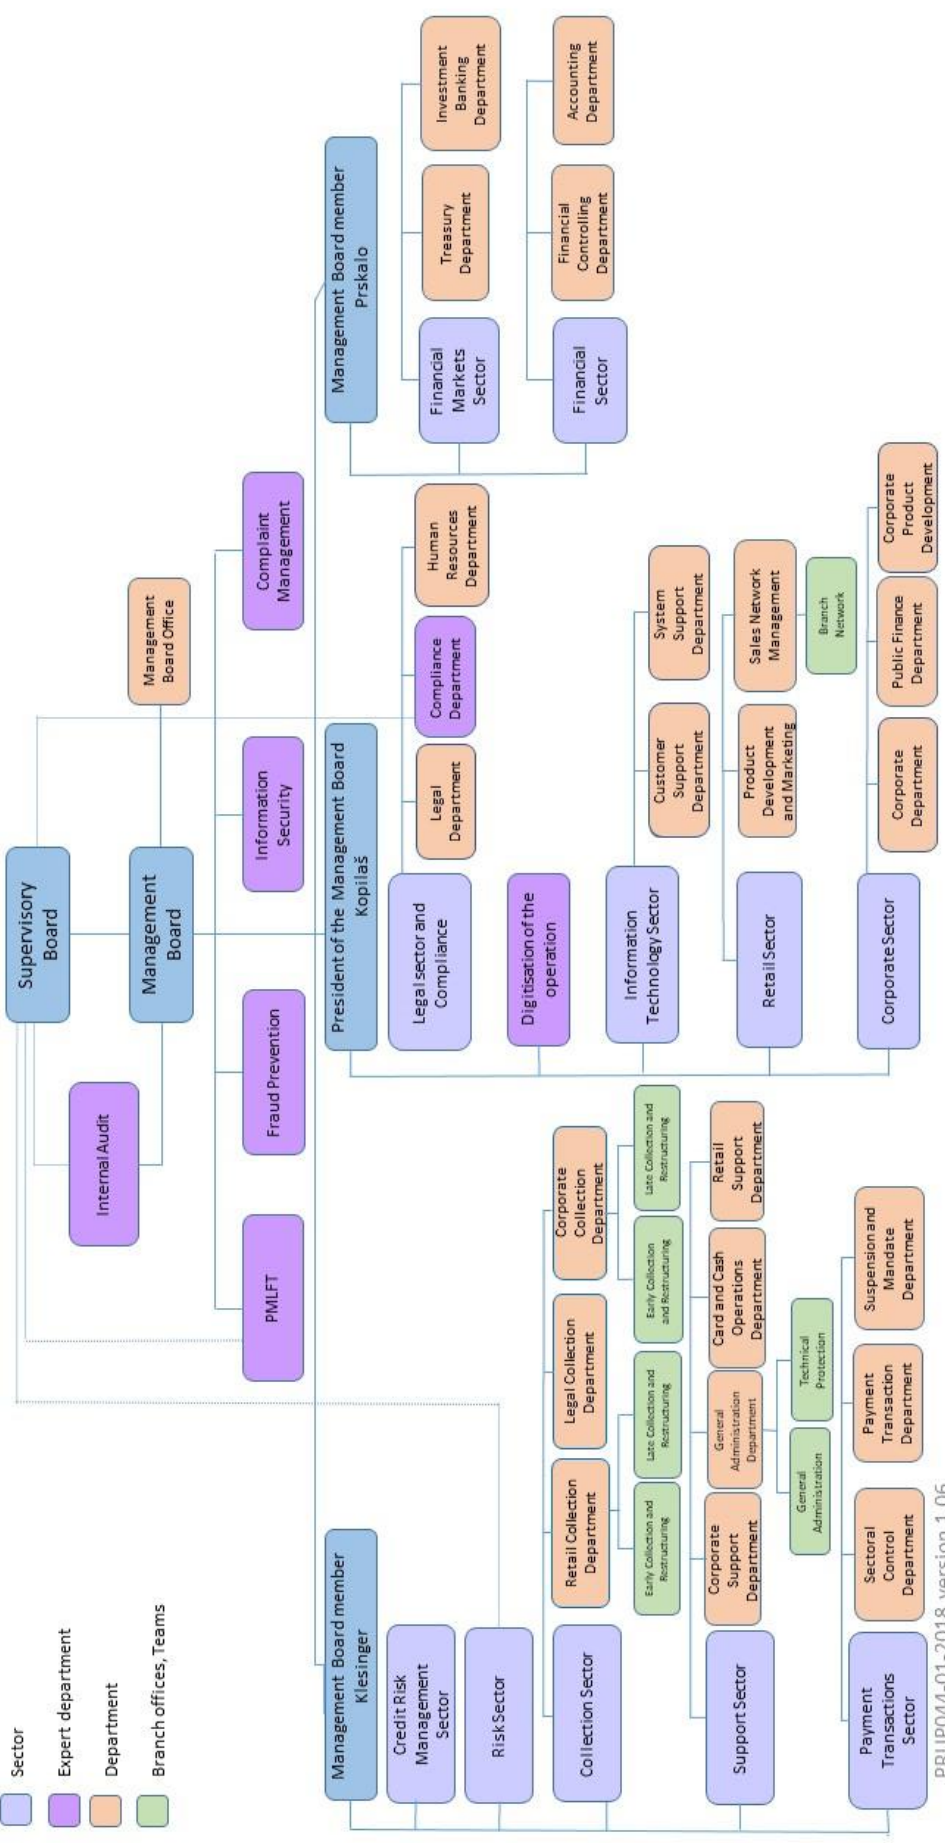 Sector
Expert department
Department
Branch offices, Teams
Supervisory
Board
Internal Audit
Management
Board
Management
Board Office
PMLFT
Fraud Prevention
Information
Security
Complaint
Management
Management Board member
Klesinger
Credit Risk
Management
Sector
Risk Sector
Collection Sector
Retail Collection
Department
Legal Collection
Department
Corporate
Collection
Department
Early Collection and
Restructuring
Late Collection and
Restructuring
Early Collection
and Restructuring
Late Collection and
Restructuring
Support Sector
Corporate
Support
Department
General
Administration
Department
Card and Cash
Operations
Department
Retail
Support
Department
General
Administration
Technical
Protection
Payment
Transactions
Sector
Sectoral
Control
Department
Payment
Transaction
Department
Suspension and
Mandate
Department
President of the Management Board
Kopilaš
Legal sector and
Compliance
Legal
Department
Compliance
Department
Human
Resources
Department
Digitisation of the
operation
Information
Technology Sector
Customer
Support
Department
System
Support
Department
Retail Sector
Product
Development
and Marketing
Sales Network
Management
Branch
Network
Corporate Sector
Corporate
Department
Public Finance
Department
Corporate
Product
Development
Management Board member
Prskalo
Financial
Markets
Sector
Treasury
Department
Investment
Banking
Department
Financial
Sector
Financial
Controlling
Department
Accounting
Department
PRUP044-01-2018 version 1.06